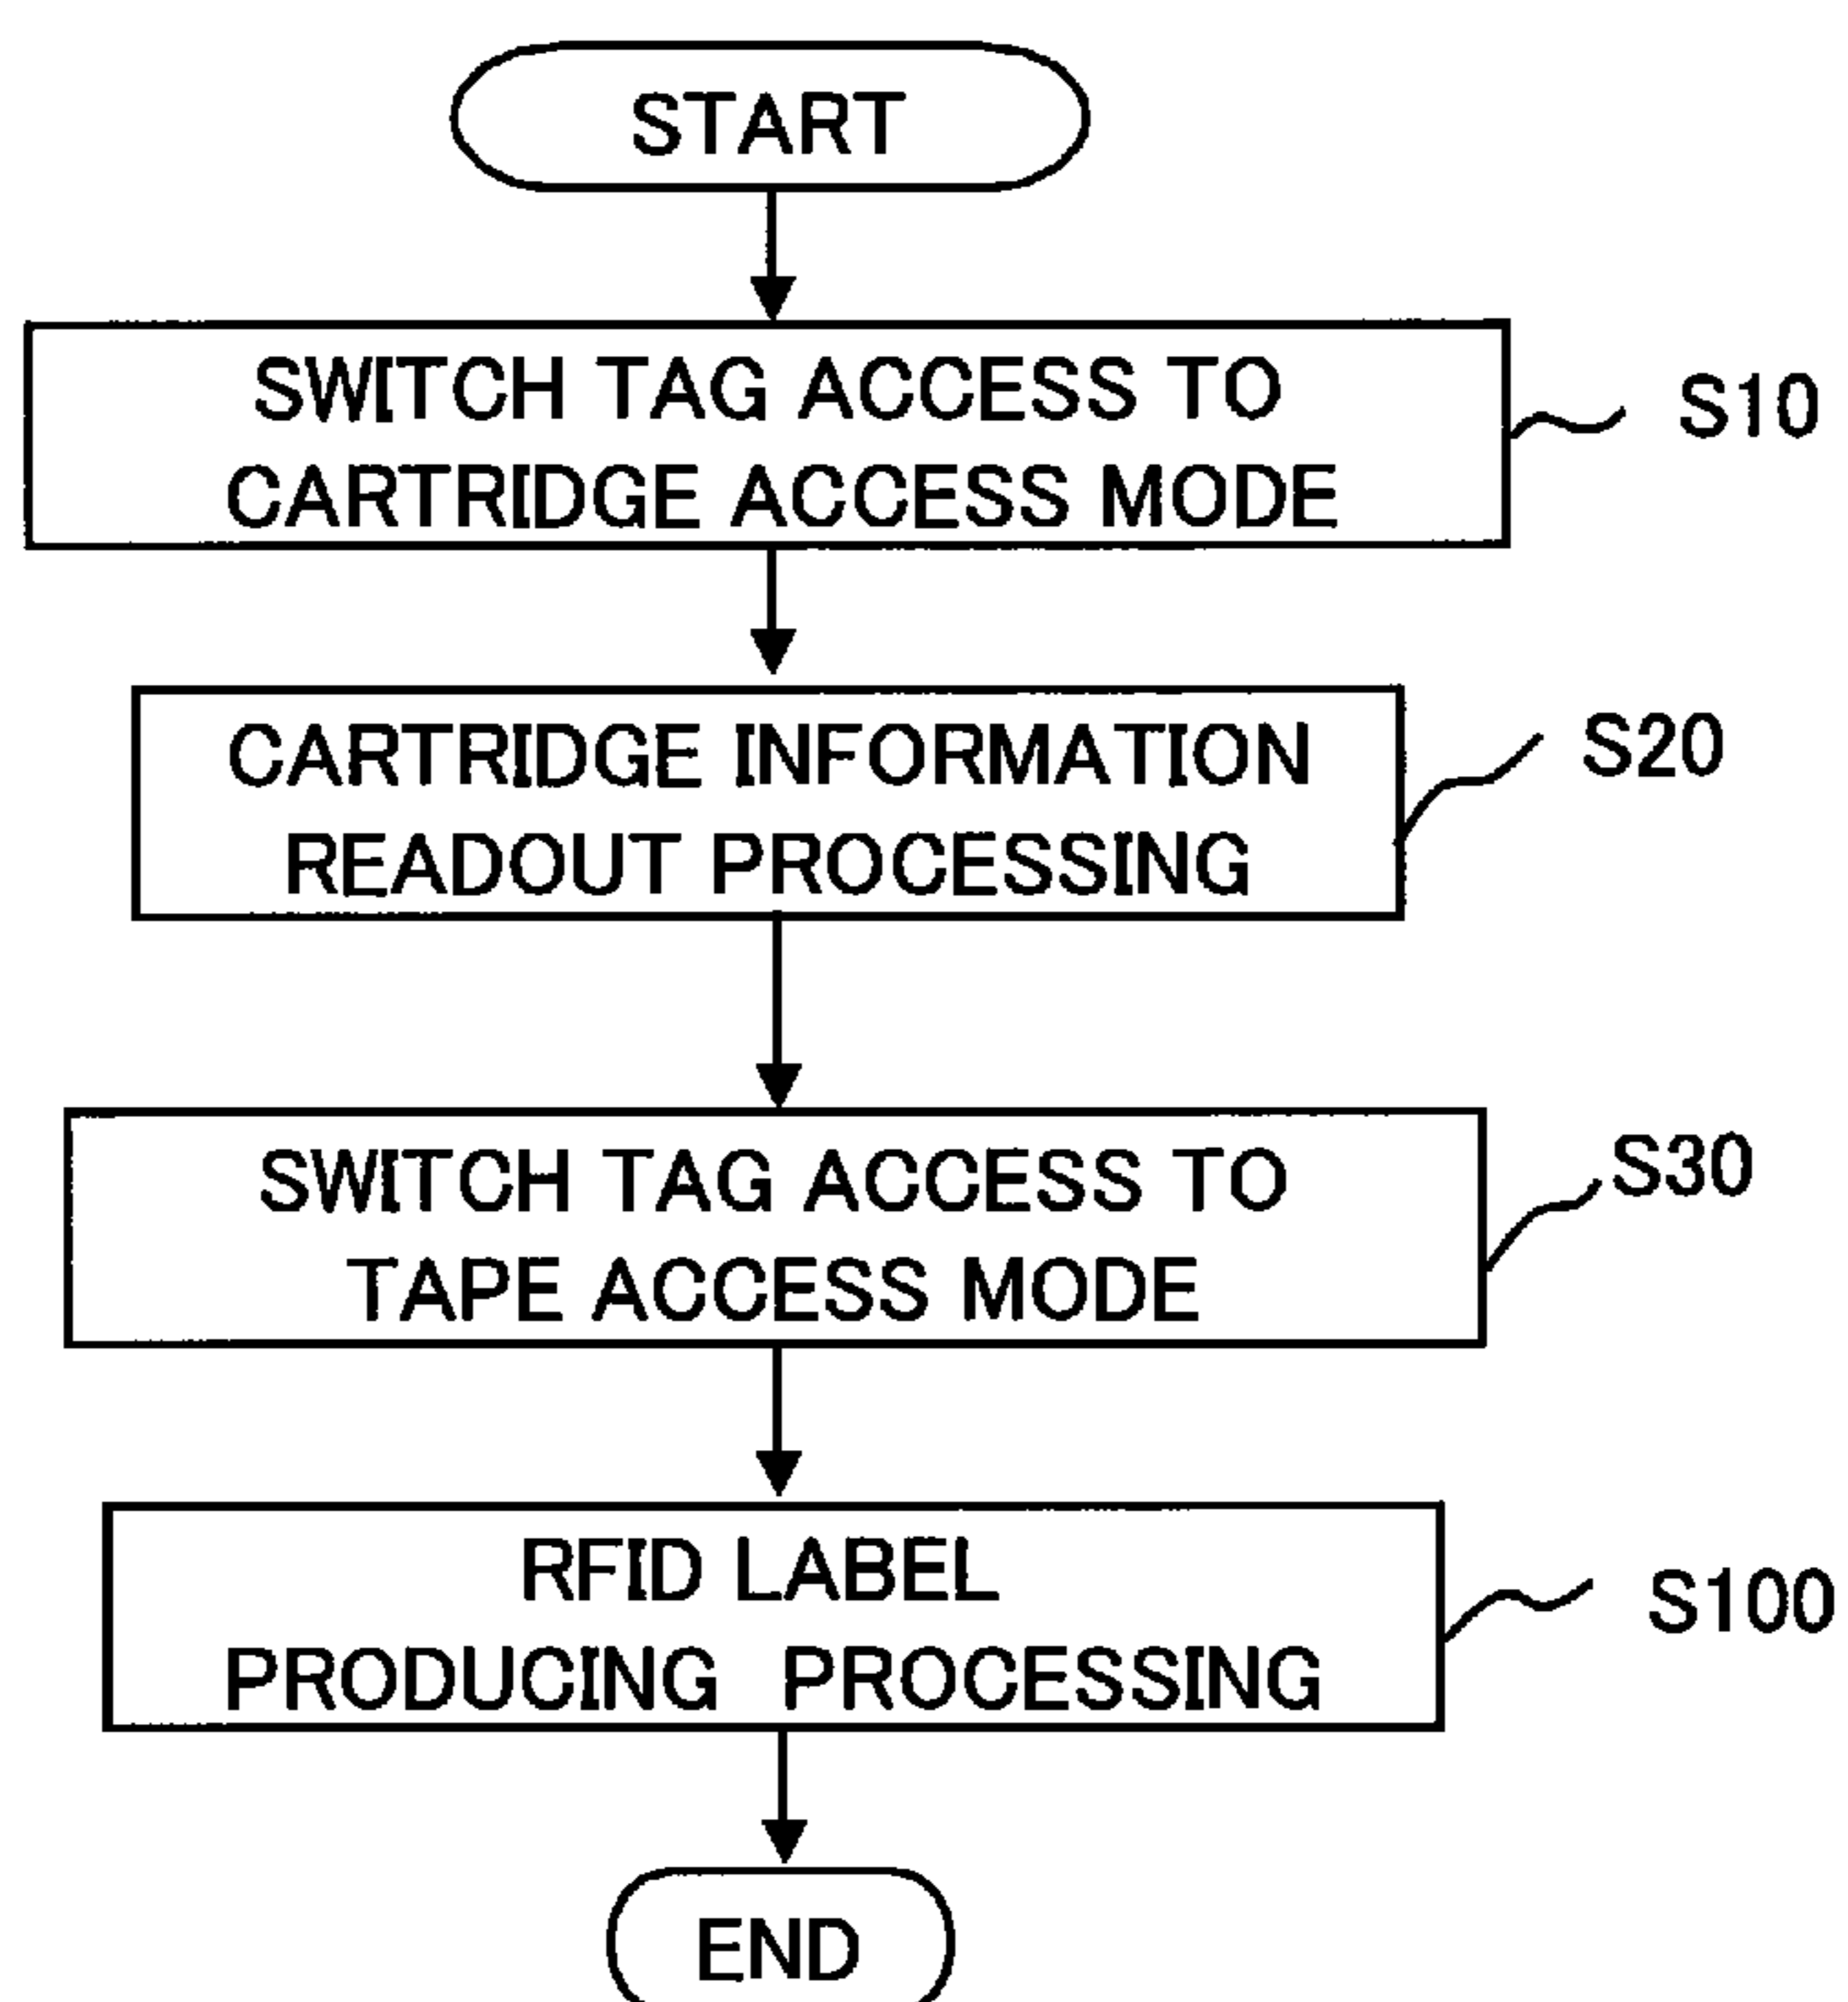 START
SWITCH TAG ACCESS TO
CARTRIDGE ACCESS MODE
S10
CARTRIDGE INFORMATION
READOUT PROCESSING
S20
SWITCH TAG ACCESS TO
TAPE ACCESS MODE
S30
RFID LABEL
PRODUCING PROCESSING
S100
END